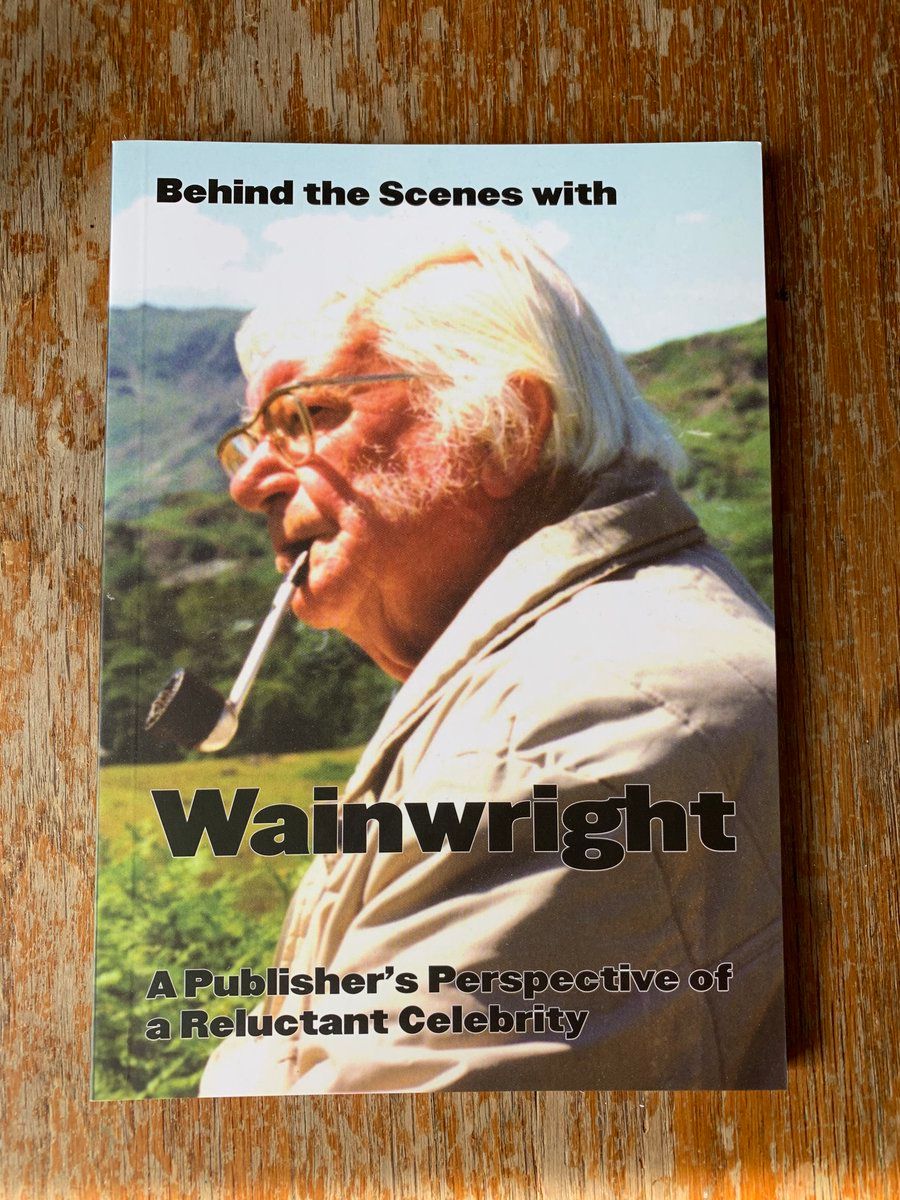 Behind the Scenes with
Wainwright
A Publisher's Perspective of
a Reluctant Celebrity